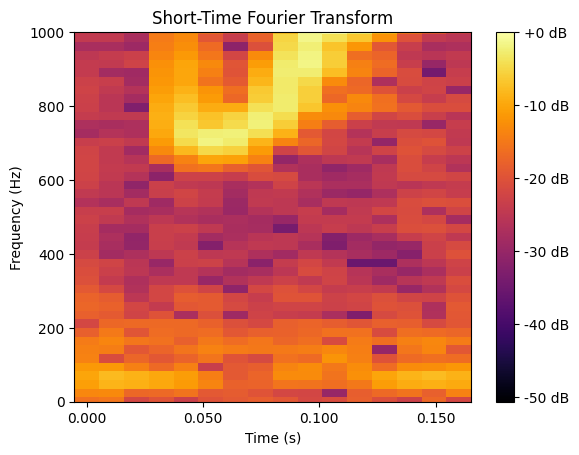 Short-Time Fourier Transform
1000
800
600
400
200
0
Frequency (Hz)
0.000
0.050
0.100
0.150
Time (s)
+0 dB
-10 dB
-20 dB
-30 dB
-40 dB
-50 dB